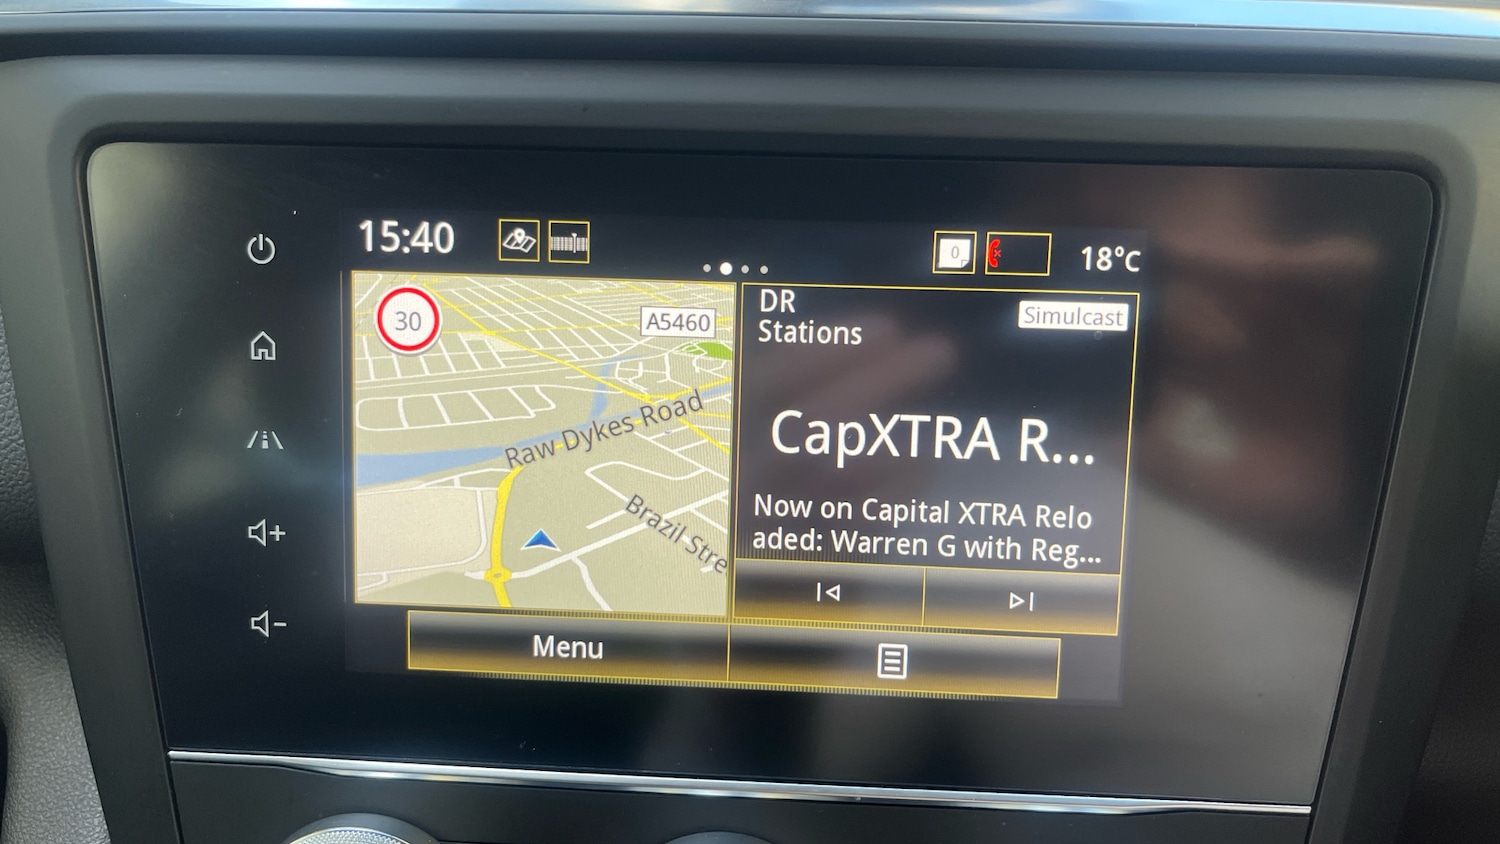 15:40
0
18°C
30
A5460
Raw Dykes Road
Brazil Stre
DR
Stations
Simulcast
CapXTRA R...
Now on Capital XTRA Relo
aded: Warren G with Reg...
Menu